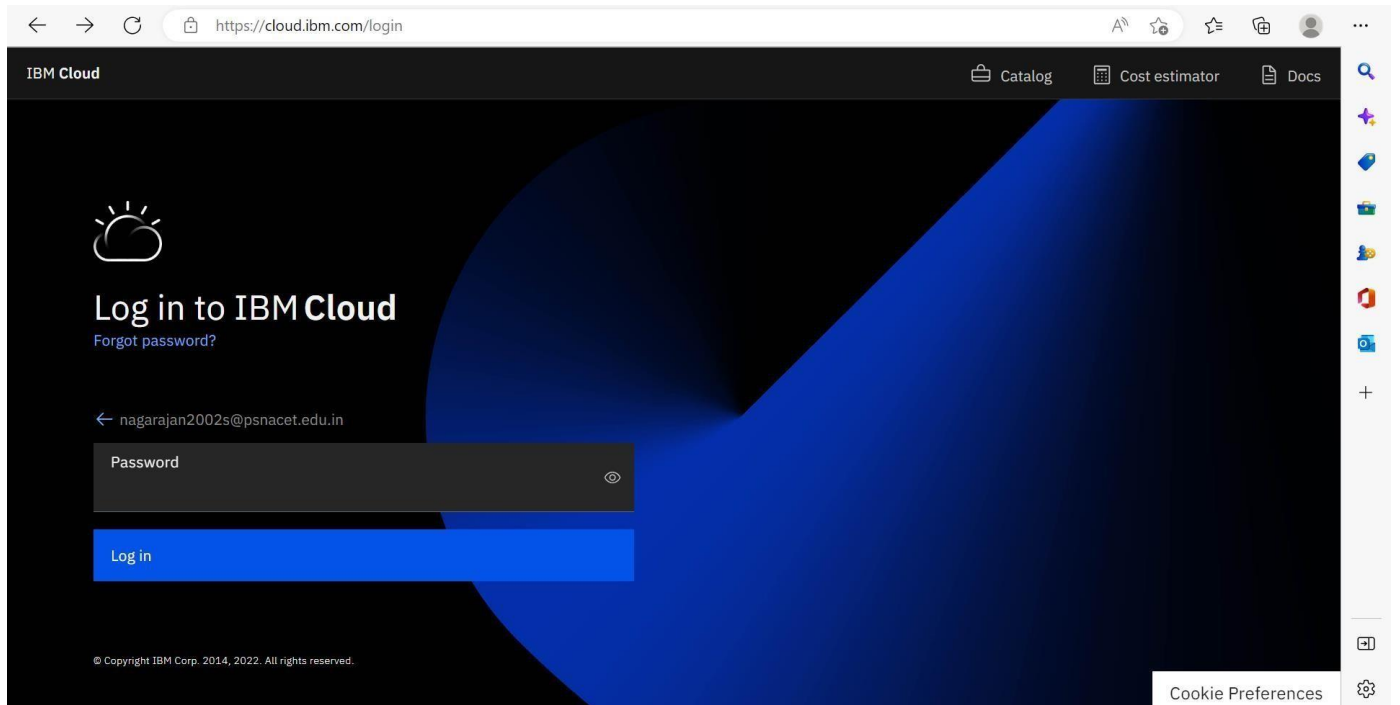 https://cloud.ibm.com/login
IBM Cloud
Catalog
Cost estimator
Docs
Log in to IBM Cloud
Forgot password?
← nagarajan2002s@psnacet.edu.in
Password
Log in
© Copyright IBM Corp. 2014, 2022. All rights reserved.
Cookie Preferences